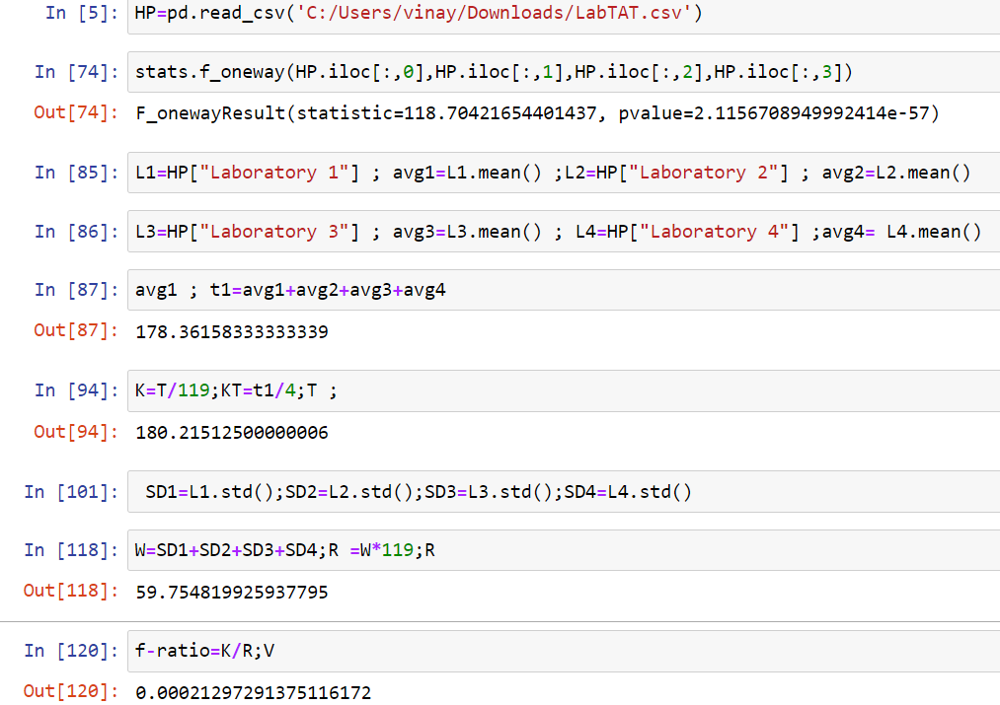 In [5]: HP=pd.read_csv('C:/Users/vinay/Downloads/LabTAT.csv')
In [74]: stats.f_oneway(HP.iloc[:,0],HP.iloc[:,1],HP.iloc[:,2],HP.iloc[:,3])
Out[74]: F_onewayResult(statistic=118.70421654401437, pvalue=2.1156708949992414e-57)
In [85]: L1=HP["Laboratory 1"] ; avg1=L1.mean() ;L2=HP["Laboratory 2"] ; avg2=L2.mean()
In [86]: L3=HP["Laboratory 3"] ; avg3=L3.mean() ; L4=HP["Laboratory 4"] ;avg4= L4.mean()
In [87]: avg1 ; t1=avg1+avg2+avg3+avg4
Out[87]: 178.36158333333339
In [94]: K=T/119;KT=t1/4;T ;
Out[94]: 180.21512500000006
In [101]: SD1=L1.std();SD2=L2.std();SD3=L3.std();SD4=L4.std()
In [118]: W=SD1+SD2+SD3+SD4;R =W*119;R
Out[118]: 59.754819925937795
In [120]: f-ratio=K/R;V
Out[120]: 0.00021297291375116172